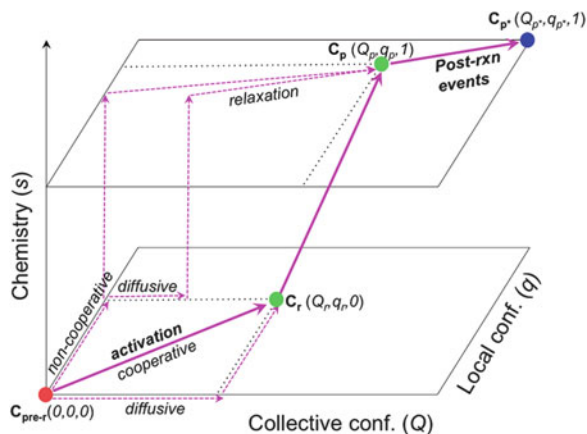 C_p* (Q_p*,q_p*,1)
C_p (Q_p,q_p,1)
Post-rxn
events
relaxation
Chemistry (s)
non-cooperative
diffusive
C_r (Q_r,q_r,0)
activation
cooperative
Local conf. (q)
C_pre-r(0,0,0)
diffusive
Collective conf. (Q)